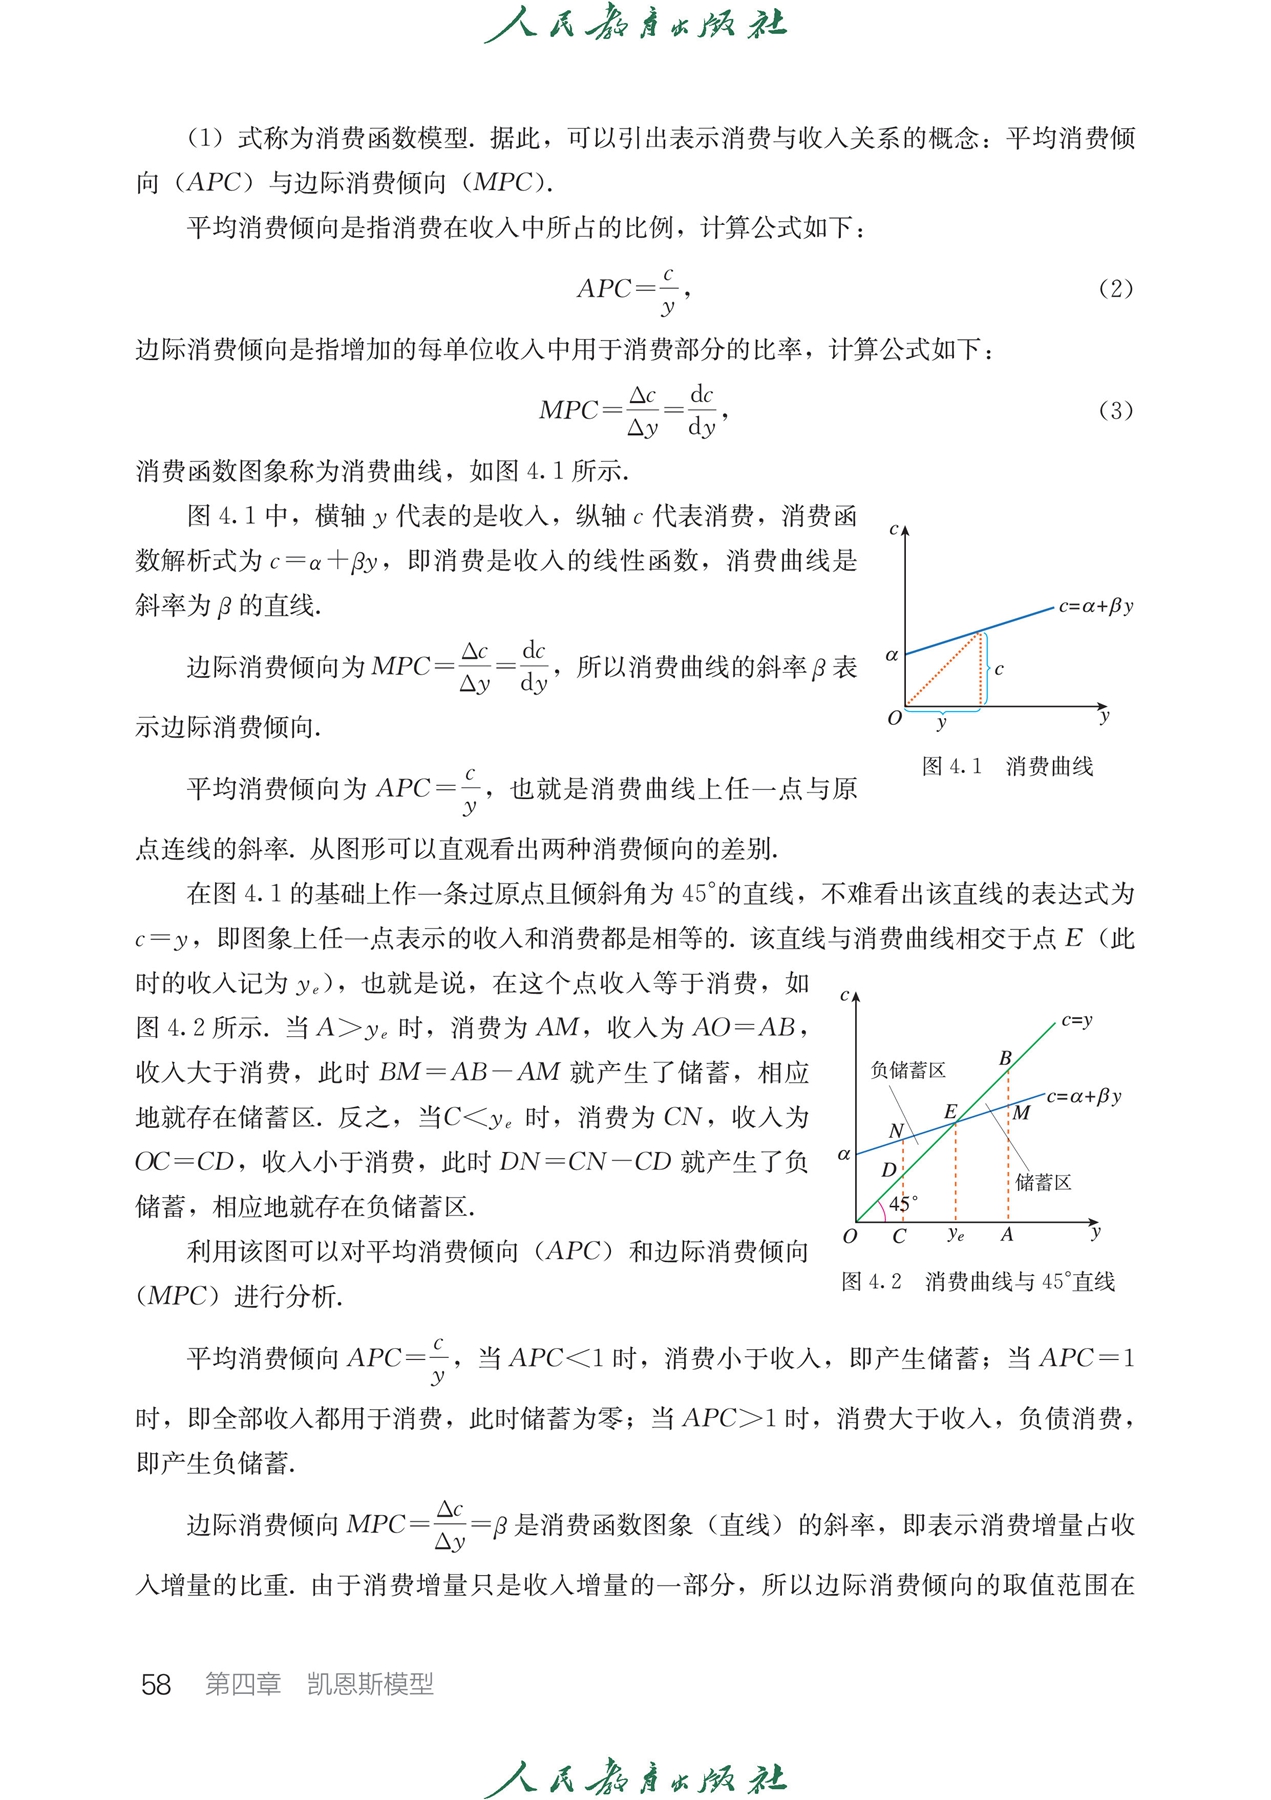 人民教育出版社
（1）式称为消费函数模型. 据此，可以引出表示消费与收入关系的概念：平均消费倾
向（APC）与边际消费倾向（MPC）.
平均消费倾向是指消费在收入中所占的比例，计算公式如下：
APC=c/y， （2）
边际消费倾向是指增加的每单位收入中用于消费部分的比率，计算公式如下：
MPC=Δc/Δy=dc/dy， （3）
消费函数图象称为消费曲线，如图 4.1 所示.
图 4.1 中，横轴 y 代表的是收入，纵轴 c 代表消费，消费函
数解析式为 c=α+βy，即消费是收入的线性函数，消费曲线是
斜率为 β 的直线.
边际消费倾向为 MPC=Δc/Δy=dc/dy，所以消费曲线的斜率 β 表
示边际消费倾向.
平均消费倾向为 APC=c/y，也就是消费曲线上任一点与原
点连线的斜率. 从图形可以直观看出两种消费倾向的差别.
c
c=α+βy
α
c
O
y
y
图 4.1 消费曲线
在图 4.1 的基础上作一条过原点且倾斜角为 45°的直线，不难看出该直线的表达式为
c=y，即图象上任一点表示的收入和消费都是相等的. 该直线与消费曲线相交于点 E（此
时的收入记为 yₑ），也就是说，在这个点收入等于消费，如
图 4.2 所示. 当 A>yₑ 时，消费为 AM，收入为 AO=AB，
收入大于消费，此时 BM=AB-AM 就产生了储蓄，相应
地就存在储蓄区. 反之，当C<yₑ 时，消费为 CN，收入为
OC=CD，收入小于消费，此时 DN=CN-CD 就产生了负
储蓄，相应地就存在负储蓄区.
利用该图可以对平均消费倾向（APC）和边际消费倾向
（MPC）进行分析.
c
c=y
B
负储蓄区
c=α+βy
E
M
N
α
D
储蓄区
45°
O
C
yₑ
A
y
图 4.2 消费曲线与 45°直线
平均消费倾向 APC=c/y，当 APC<1 时，消费小于收入，即产生储蓄；当 APC=1
时，即全部收入都用于消费，此时储蓄为零；当 APC>1 时，消费大于收入，负债消费，
即产生负储蓄.
边际消费倾向 MPC=Δc/Δy=β 是消费函数图象（直线）的斜率，即表示消费增量占收
入增量的比重. 由于消费增量只是收入增量的一部分，所以边际消费倾向的取值范围在
58 第四章 凯恩斯模型
人民教育出版社